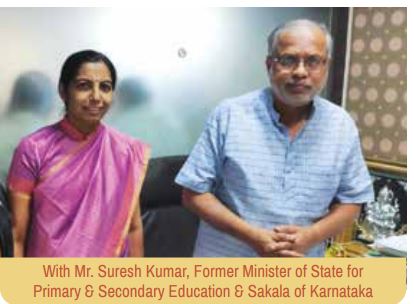 With Mr. Suresh Kumar, Former Minister of State for
Primary & Secondary Education & Sakala of Karnataka